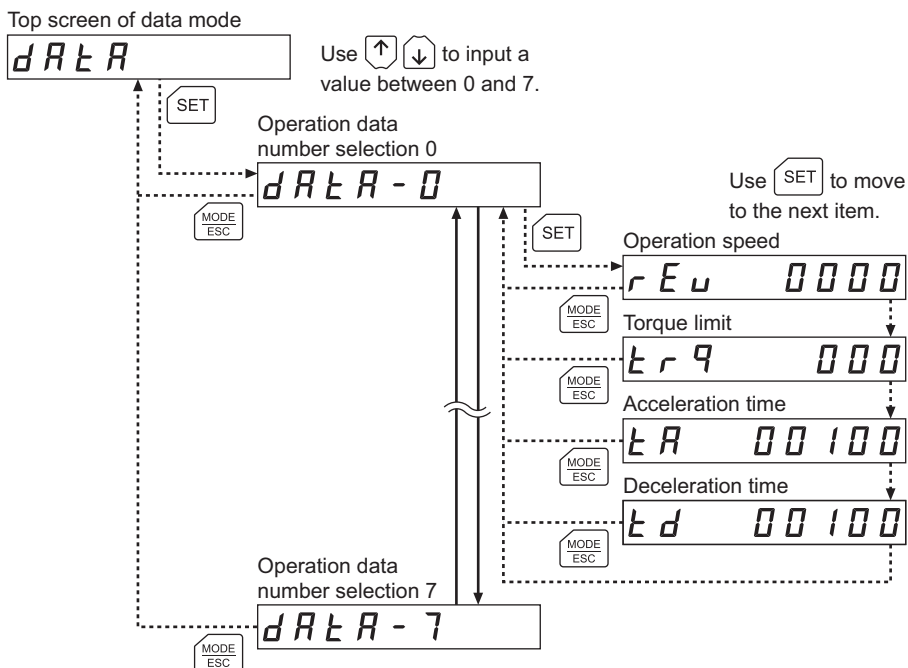 Top screen of data mode
dAtA
Use ↑ ↓ to input a
value between 0 and 7.
SET
Operation data
number selection 0
dAtA-0
MODE
ESC
Use SET to move
to the next item.
SET
Operation speed
rEv 0000
MODE
ESC
Torque limit
trq 000
MODE
ESC
Acceleration time
tA 00100
MODE
ESC
Deceleration time
td 00100
MODE
ESC
Operation data
number selection 7
dAtA-7
MODE
ESC